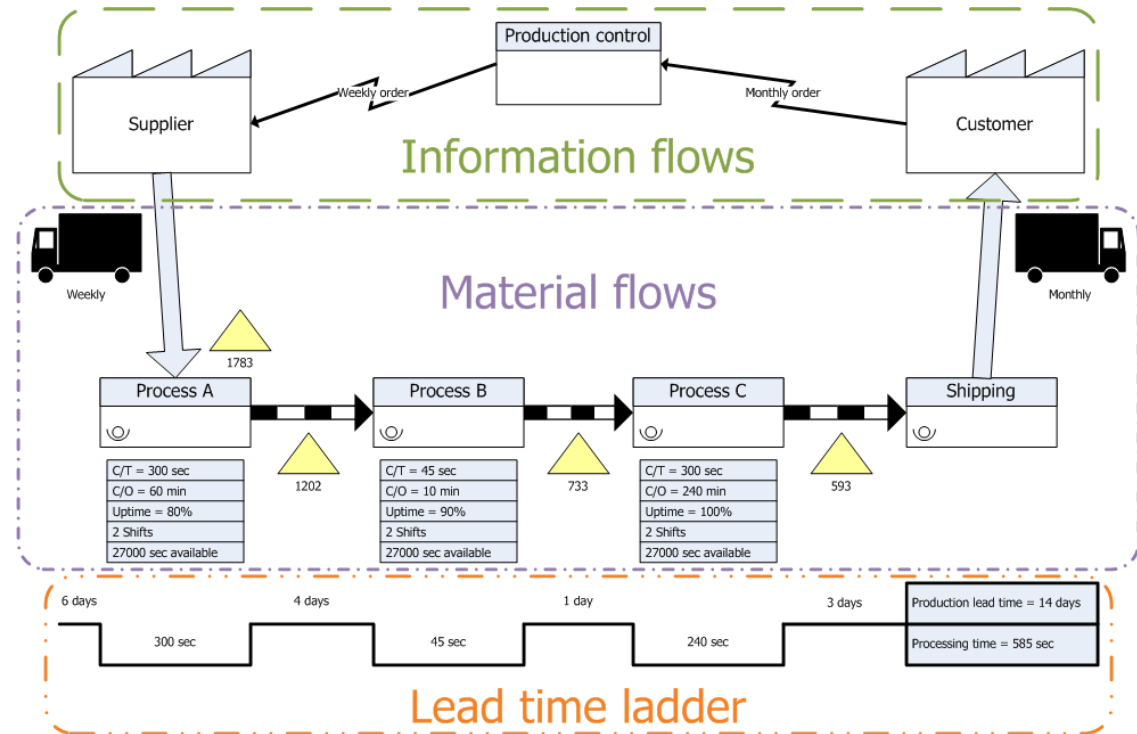 Production control
Weekly order
Monthly order
Supplier
Customer
Information flows
Weekly
Material flows
Monthly
1783
Process A
Process B
Process C
Shipping
1202
733
593
C/T = 300 sec
C/O = 60 min
Uptime = 80%
2 Shifts
27000 sec available
C/T = 45 sec
C/O = 10 min
Uptime = 90%
2 Shifts
27000 sec available
C/T = 300 sec
C/O = 240 min
Uptime = 100%
2 Shifts
27000 sec available
6 days
4 days
1 day
3 days
Production lead time = 14 days
300 sec
45 sec
240 sec
Processing time = 585 sec
Lead time ladder